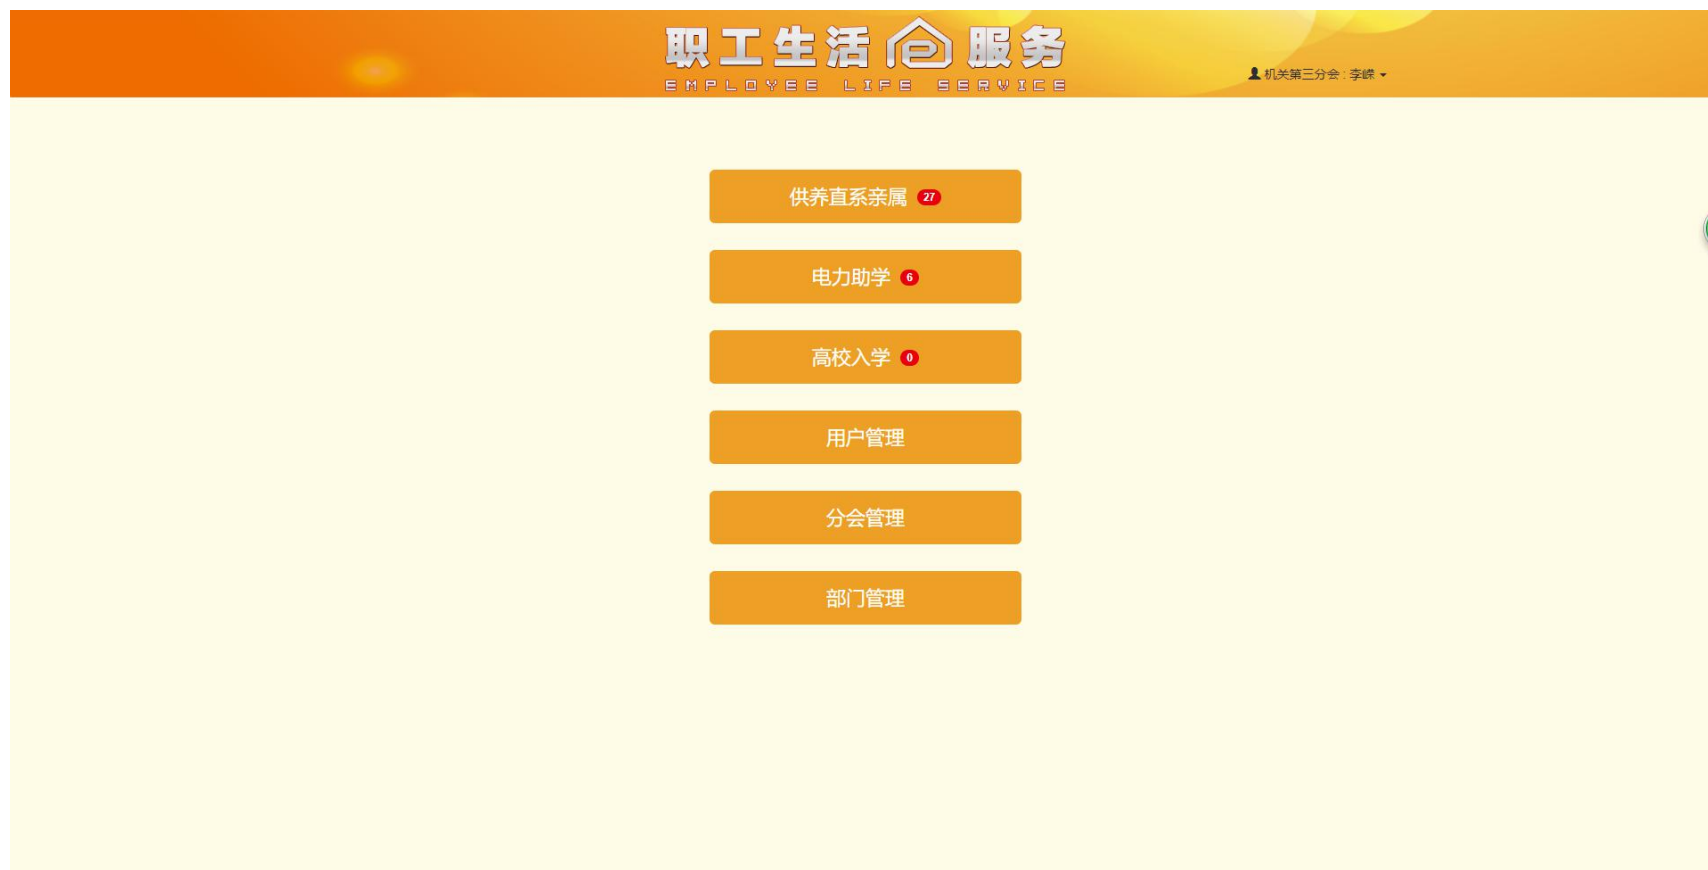 职工生活e服务
EMPLOYEE LIFE SERVICE
机关第三分会 : 李嵘
供养直系亲属 27
电力助学 6
高校入学 0
用户管理
分会管理
部门管理